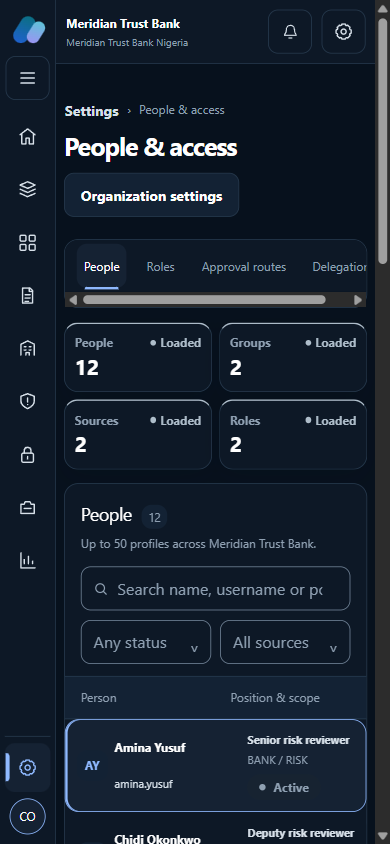 Meridian Trust Bank
Meridian Trust Bank Nigeria
Settings › People & access
People & access
Organization settings
People Roles Approval routes Delegation
People Loaded
12
Groups Loaded
2
Sources Loaded
2
Roles Loaded
2
People 12
Up to 50 profiles across Meridian Trust Bank.
Search name, username or po
Any status v
All sources v
Person Position & scope
AY
Amina Yusuf
amina.yusuf
Senior risk reviewer
BANK / RISK
Active
Chidi Okonkwo
Deputy risk reviewer
CO